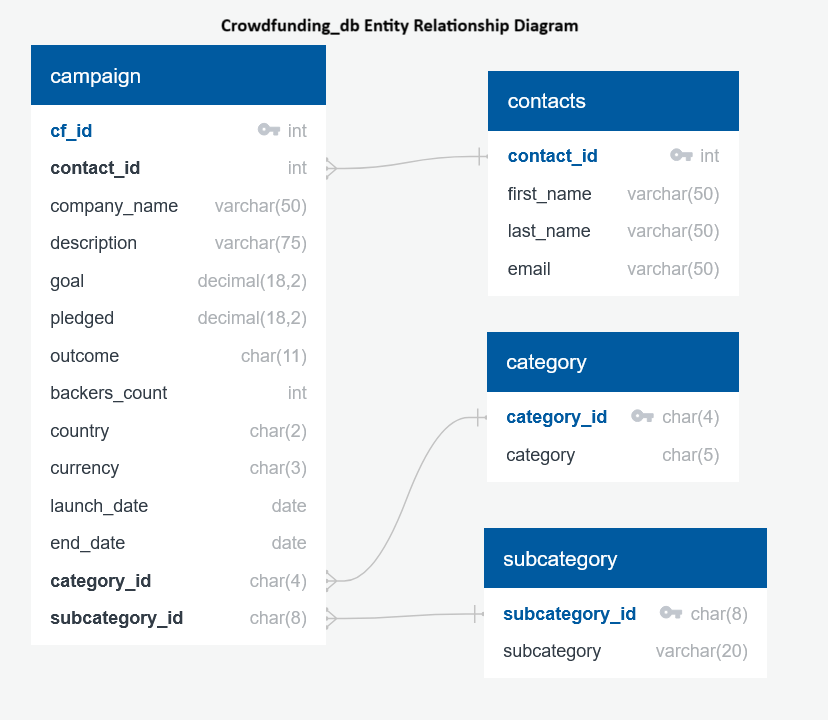 Crowdfunding_db Entity Relationship Diagram
campaign
cf_id int
contact_id int
company_name varchar(50)
description varchar(75)
goal decimal(18,2)
pledged decimal(18,2)
outcome char(11)
backers_count int
country char(2)
currency char(3)
launch_date date
end_date date
category_id char(4)
subcategory_id char(8)
contacts
contact_id int
first_name varchar(50)
last_name varchar(50)
email varchar(50)
category
category_id char(4)
category char(5)
subcategory
subcategory_id char(8)
subcategory varchar(20)